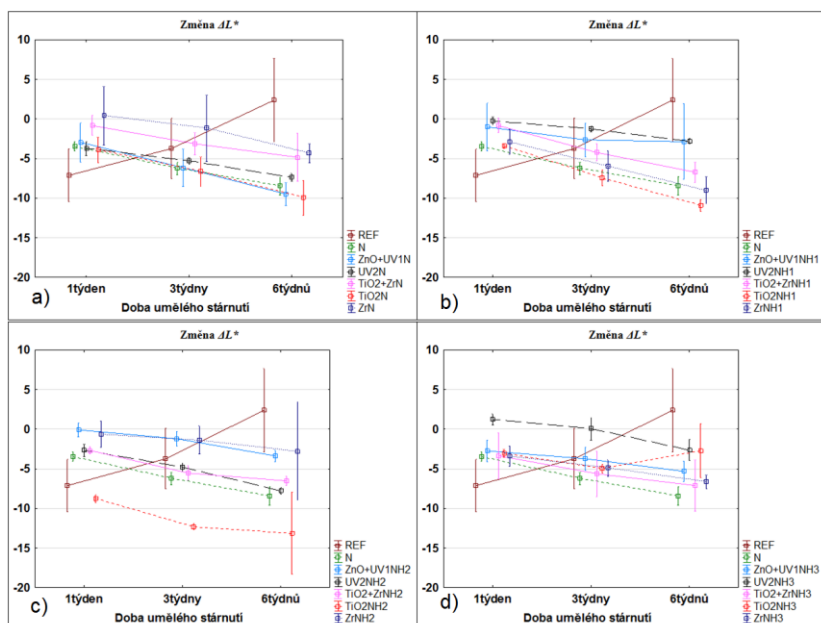 Změna ΔL*
10
5
0
-5
-10
-15
-20
1týden
3týdny
6týdnů
Doba umělého stárnutí
a)
REF
N
ZnO+UV1N
UV2N
TiO2+ZrN
TiO2N
ZrN
Změna ΔL*
10
5
0
-5
-10
-15
-20
1týden
3týdny
6týdnů
Doba umělého stárnutí
b)
REF
N
ZnO+UV1NH1
UV2NH1
TiO2+ZrNH1
TiO2NH1
ZrNH1
Změna ΔL*
10
5
0
-5
-10
-15
-20
1týden
3týdny
6týdnů
Doba umělého stárnutí
c)
REF
N
ZnO+UV1NH2
UV2NH2
TiO2+ZrNH2
TiO2NH2
ZrNH2
Změna ΔL*
10
5
0
-5
-10
-15
-20
1týden
3týdny
6týdnů
Doba umělého stárnutí
d)
REF
N
ZnO+UV1NH3
UV2NH3
TiO2+ZrNH3
TiO2NH3
ZrNH3